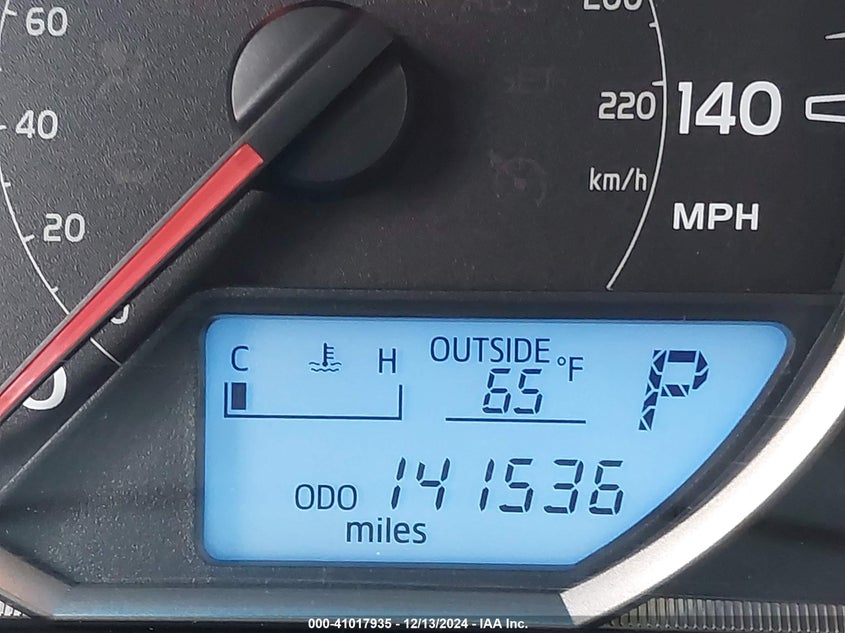 60
40
20
220
140
km/h
MPH
C H
OUTSIDE
65 °F
P
ODO 141536
miles
000-41017935 - 12/13/2024 - IAA Inc.